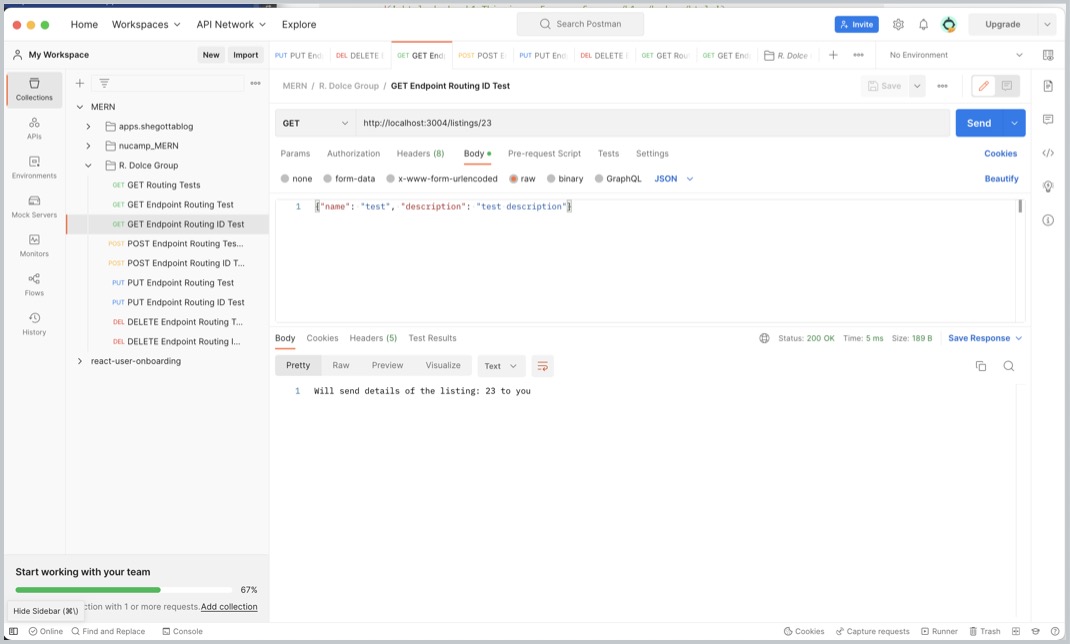 Home Workspaces API Network Explore Search Postman Invite Upgrade
My Workspace New Import
PUT PUT End DEL DELETE GET GET End POST POST E PUT PUT End DEL DELETE GET GET Rou GET GET End R. Dolce No Environment
Collections
APIs
Environments
Mock Servers
Monitors
Flows
History
MERN
apps.shegottablog
nucamp_MERN
R. Dolce Group
GET GET Routing Tests
GET GET Endpoint Routing Test
GET GET Endpoint Routing ID Test
POST POST Endpoint Routing Tes...
POST POST Endpoint Routing ID T...
PUT PUT Endpoint Routing Test
PUT PUT Endpoint Routing ID Test
DEL DELETE Endpoint Routing T...
DEL DELETE Endpoint Routing I...
react-user-onboarding
MERN / R. Dolce Group / GET Endpoint Routing ID Test Save
GET http://localhost:3004/listings/23 Send
Params Authorization Headers (8) Body Pre-request Script Tests Settings Cookies
none form-data x-www-form-urlencoded raw binary GraphQL JSON Beautify
1 {"name": "test", "description": "test description"}
Body Cookies Headers (5) Test Results Status: 200 OK Time: 5 ms Size: 189 B Save Response
Pretty Raw Preview Visualize Text
1 Will send details of the listing: 23 to you
Start working with your team
67%
Hide Sidebar (⌘\) ction with 1 or more requests. Add collection
Online Find and Replace Console Cookies Capture requests Runner Trash